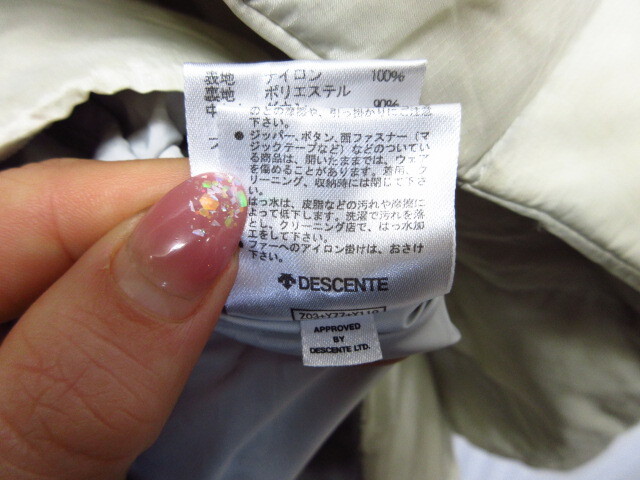 表地 ナイロン 100%
裏地 ポリエステル
中 90%
下さい。
● ジッパー、ボタン、面ファスナー（マ
ジックテープなど）などのついてい
る商品は、開いたままでは、ウェア
を傷めることがあります。着用、ク
リーニング、収納時には閉じて下さ
い。
はっ水は、皮脂などの汚れや摩擦に
よって低下します。洗濯で汚れを落
とし、クリーニング店で、はっ水加
工をして下さい。
● ファーへのアイロン掛けは、おさけ
下さい。
DESCENTE
APPROVED
BY
DESCENTE LTD.